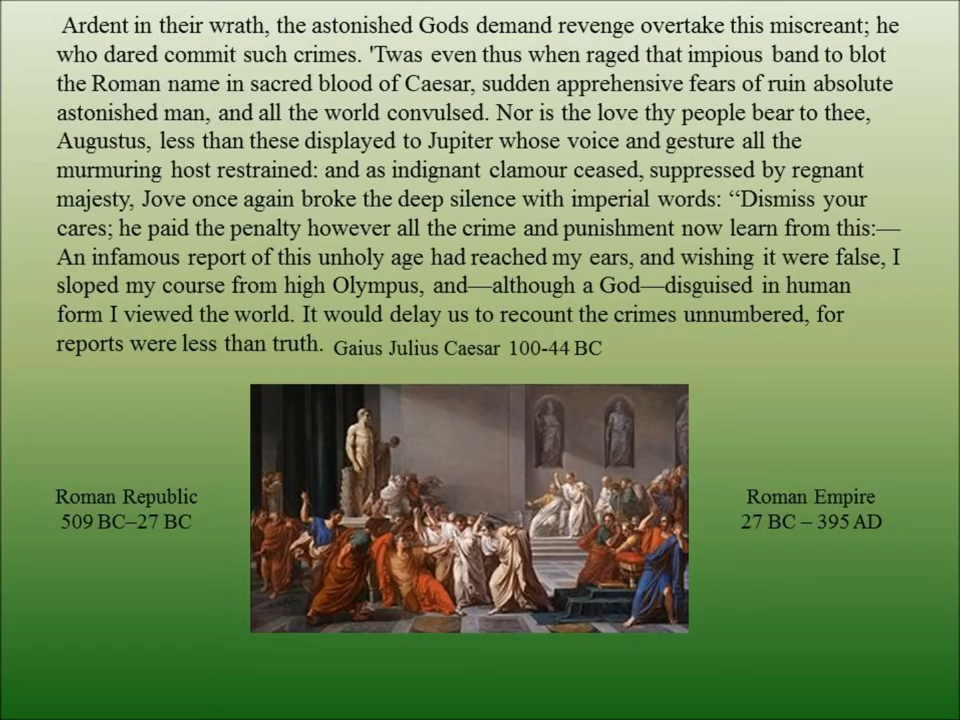 Ardent in their wrath, the astonished Gods demand revenge overtake this miscreant; he
who dared commit such crimes. 'Twas even thus when raged that impious band to blot
the Roman name in sacred blood of Caesar, sudden apprehensive fears of ruin absolute
astonished man, and all the world convulsed. Nor is the love thy people bear to thee,
Augustus, less than these displayed to Jupiter whose voice and gesture all the
murmuring host restrained: and as indignant clamour ceased, suppressed by regnant
majesty, Jove once again broke the deep silence with imperial words: “Dismiss your
cares; he paid the penalty however all the crime and punishment now learn from this:—
An infamous report of this unholy age had reached my ears, and wishing it were false, I
sloped my course from high Olympus, and—although a God—disguised in human
form I viewed the world. It would delay us to recount the crimes unnumbered, for
reports were less than truth.
Gaius Julius Caesar 100-44 BC
Roman Republic
509 BC–27 BC
Roman Empire
27 BC – 395 AD